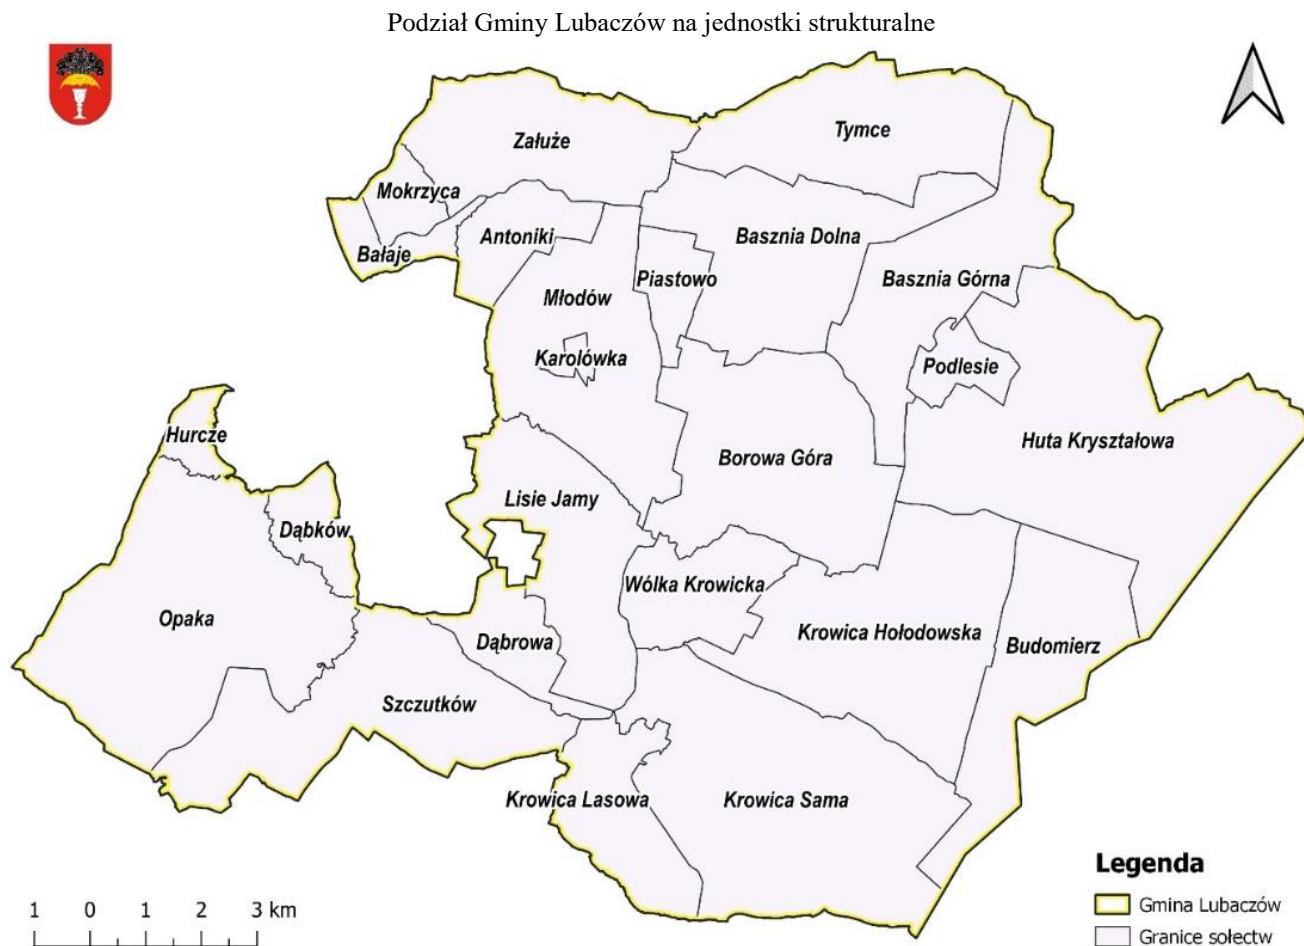 Podział Gminy Lubaczów na jednostki strukturalne
Tymce
Załuże
Mokrzyca
Antoniki
Basznia Dolna
Bałaje
Piastowo
Basznia Górna
Młodów
Karolówka
Podlesie
Hurcze
Huta Kryształowa
Borowa Góra
Lisie Jamy
Dąbków
Wólka Krowicka
Opaka
Krowica Hołodowska
Dąbrowa
Budomierz
Szczutków
Krowica Lasowa
Krowica Sama
Legenda
Gmina Lubaczów
Granice sołectw
1 0 1 2 3 km